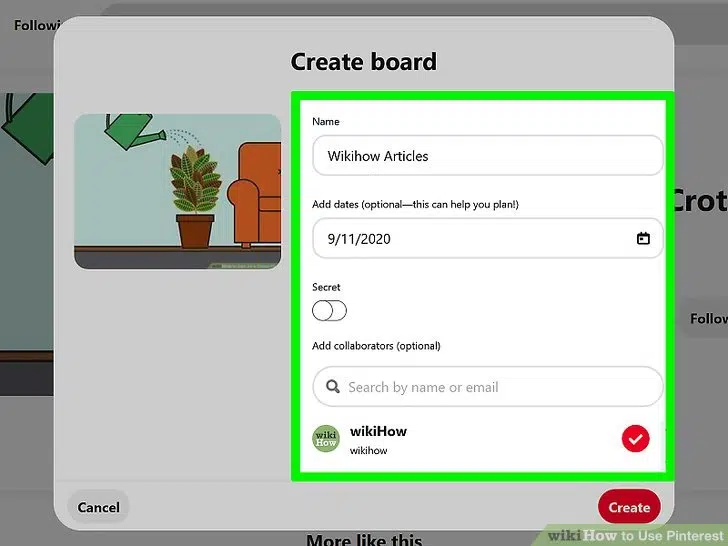 Followi
Create board
Name
Wikihow Articles
Add dates (optional—this can help you plan!)
9/11/2020
Crot
Secret
Follow
Add collaborators (optional)
Search by name or email
wiki
How
wikiHow
wikihow
Cancel
Create
More like this
wikiHow to Use Pinterest